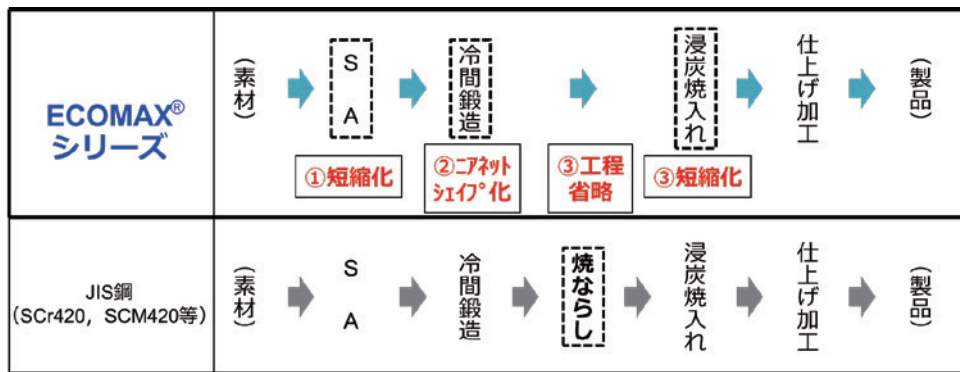 ECOMAX®
シリーズ
（素材）
SA
冷間鍛造
浸炭焼入れ
仕上げ加工
（製品）
①短縮化
②ニアネット
シェイプ化
③工程
省略
③短縮化
JIS鋼
（SCr420，SCM420等）
（素材）
SA
冷間鍛造
焼ならし
浸炭焼入れ
仕上げ加工
（製品）